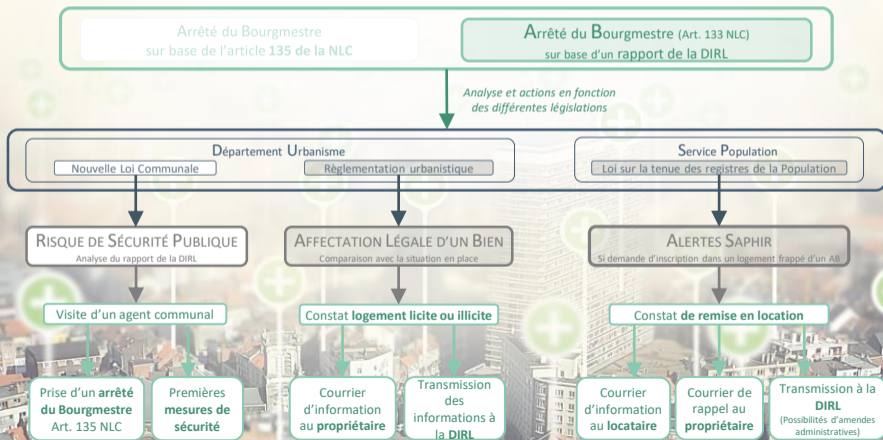 Arrêté du Bourgmestre
sur base de l'article 135 de la NLC
Arrêté du Bourgmestre (Art. 133 NLC)
sur base d'un rapport de la DIRL
Analyse et actions en fonction
des différentes législations
Département Urbanisme
Nouvelle Loi Communale
Règlementation urbanistique
Service Population
Loi sur la tenue des registres de la Population
RISQUE DE SÉCURITÉ PUBLIQUE
Analyse du rapport de la DIRL
AFFECTATION LÉGALE D'UN BIEN
Comparaison avec la situation en place
ALERTES SAPHIR
Si demande d'inscription dans un logement frappé d'un AB
Visite d'un agent communal
Constat logement licite ou illicite
Constat de remise en location
Prise d'un arrêté
du Bourgmestre
Art. 135 NLC
Premières
mesures de
sécurité
Courrier
d'information
au propriétaire
Transmission
des
informations à
la DIRL
Courrier
d'information
au locataire
Courrier de
rappel au
propriétaire
Transmission à la
DIRL
(Possibilités d'amendes
administratives)